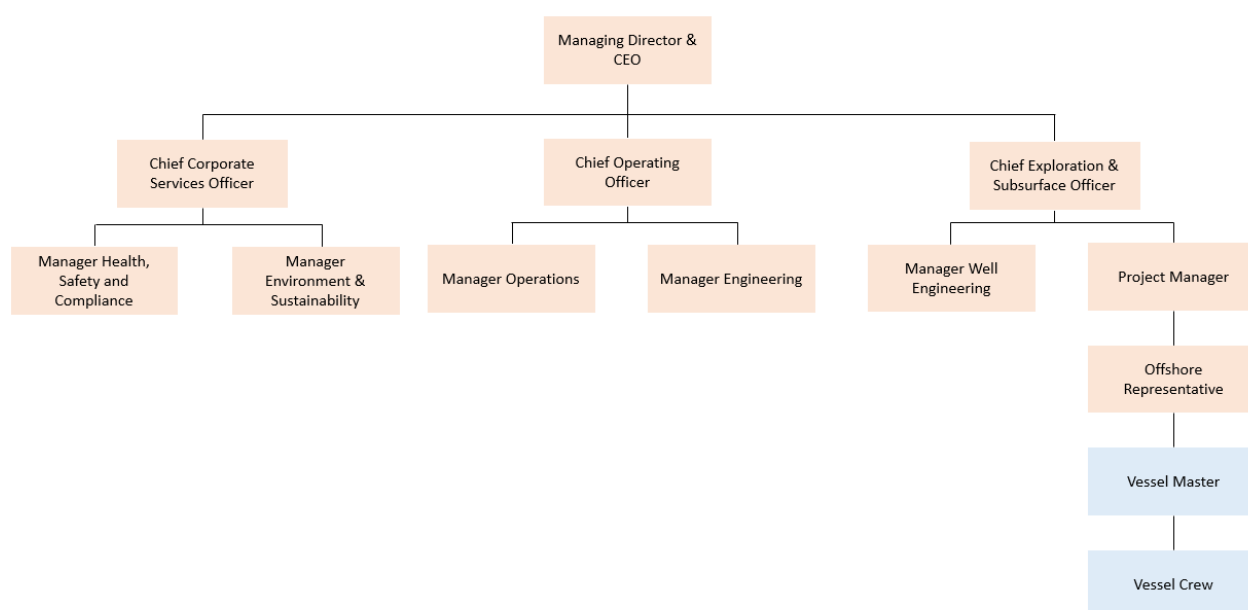 Managing Director &
CEO
Chief Corporate
Services Officer
Chief Operating
Officer
Chief Exploration &
Subsurface Officer
Manager Health,
Safety and
Compliance
Manager
Environment &
Sustainability
Manager Operations
Manager Engineering
Manager Well
Engineering
Project Manager
Offshore
Representative
Vessel Master
Vessel Crew